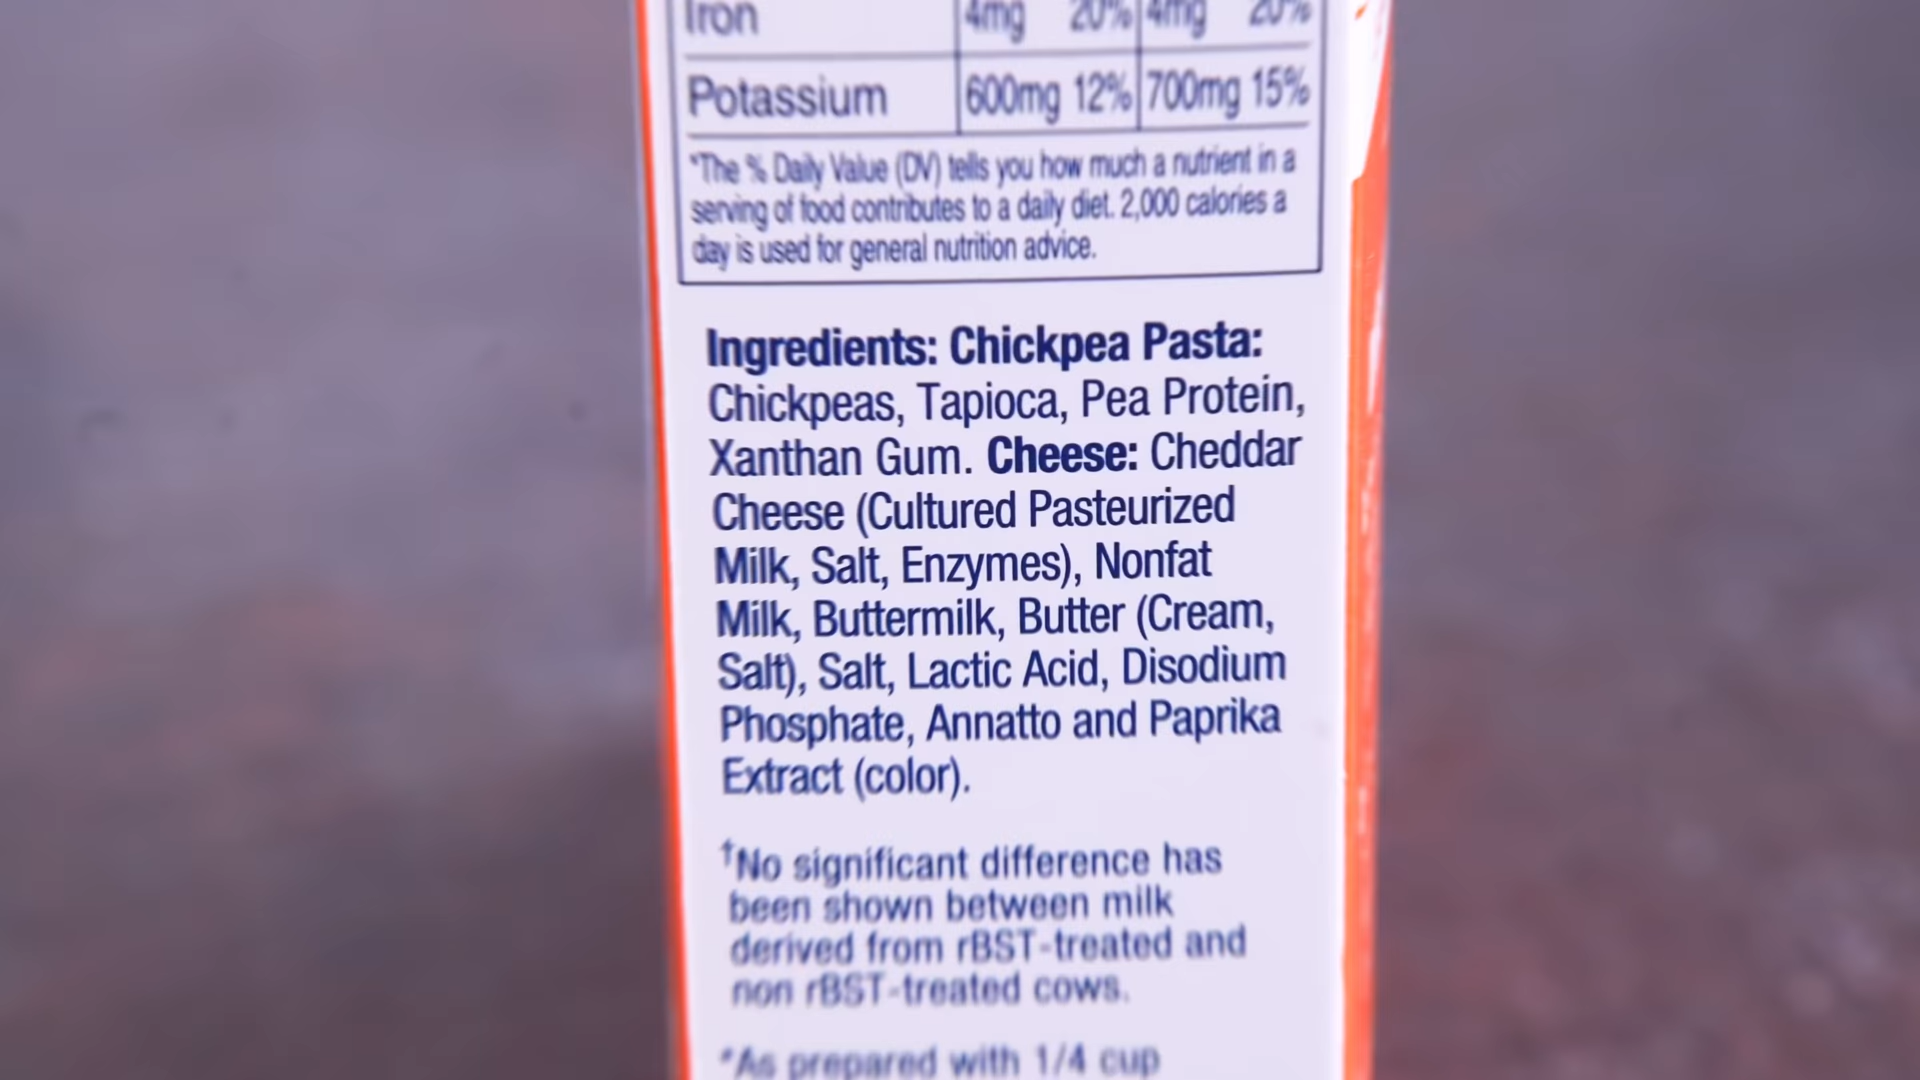 Iron 4mg 20% 4mg 20%
Potassium 600mg 12% 700mg 15%
*The % Daily Value (DV) tells you how much a nutrient in a
serving of food contributes to a daily diet. 2,000 calories a
day is used for general nutrition advice.
Ingredients: Chickpea Pasta:
Chickpeas, Tapioca, Pea Protein,
Xanthan Gum. Cheese: Cheddar
Cheese (Cultured Pasteurized
Milk, Salt, Enzymes), Nonfat
Milk, Buttermilk, Butter (Cream,
Salt), Salt, Lactic Acid, Disodium
Phosphate, Annatto and Paprika
Extract (color).
†No significant difference has
been shown between milk
derived from rBST-treated and
non rBST-treated cows.
*As prepared with 1/4 cup